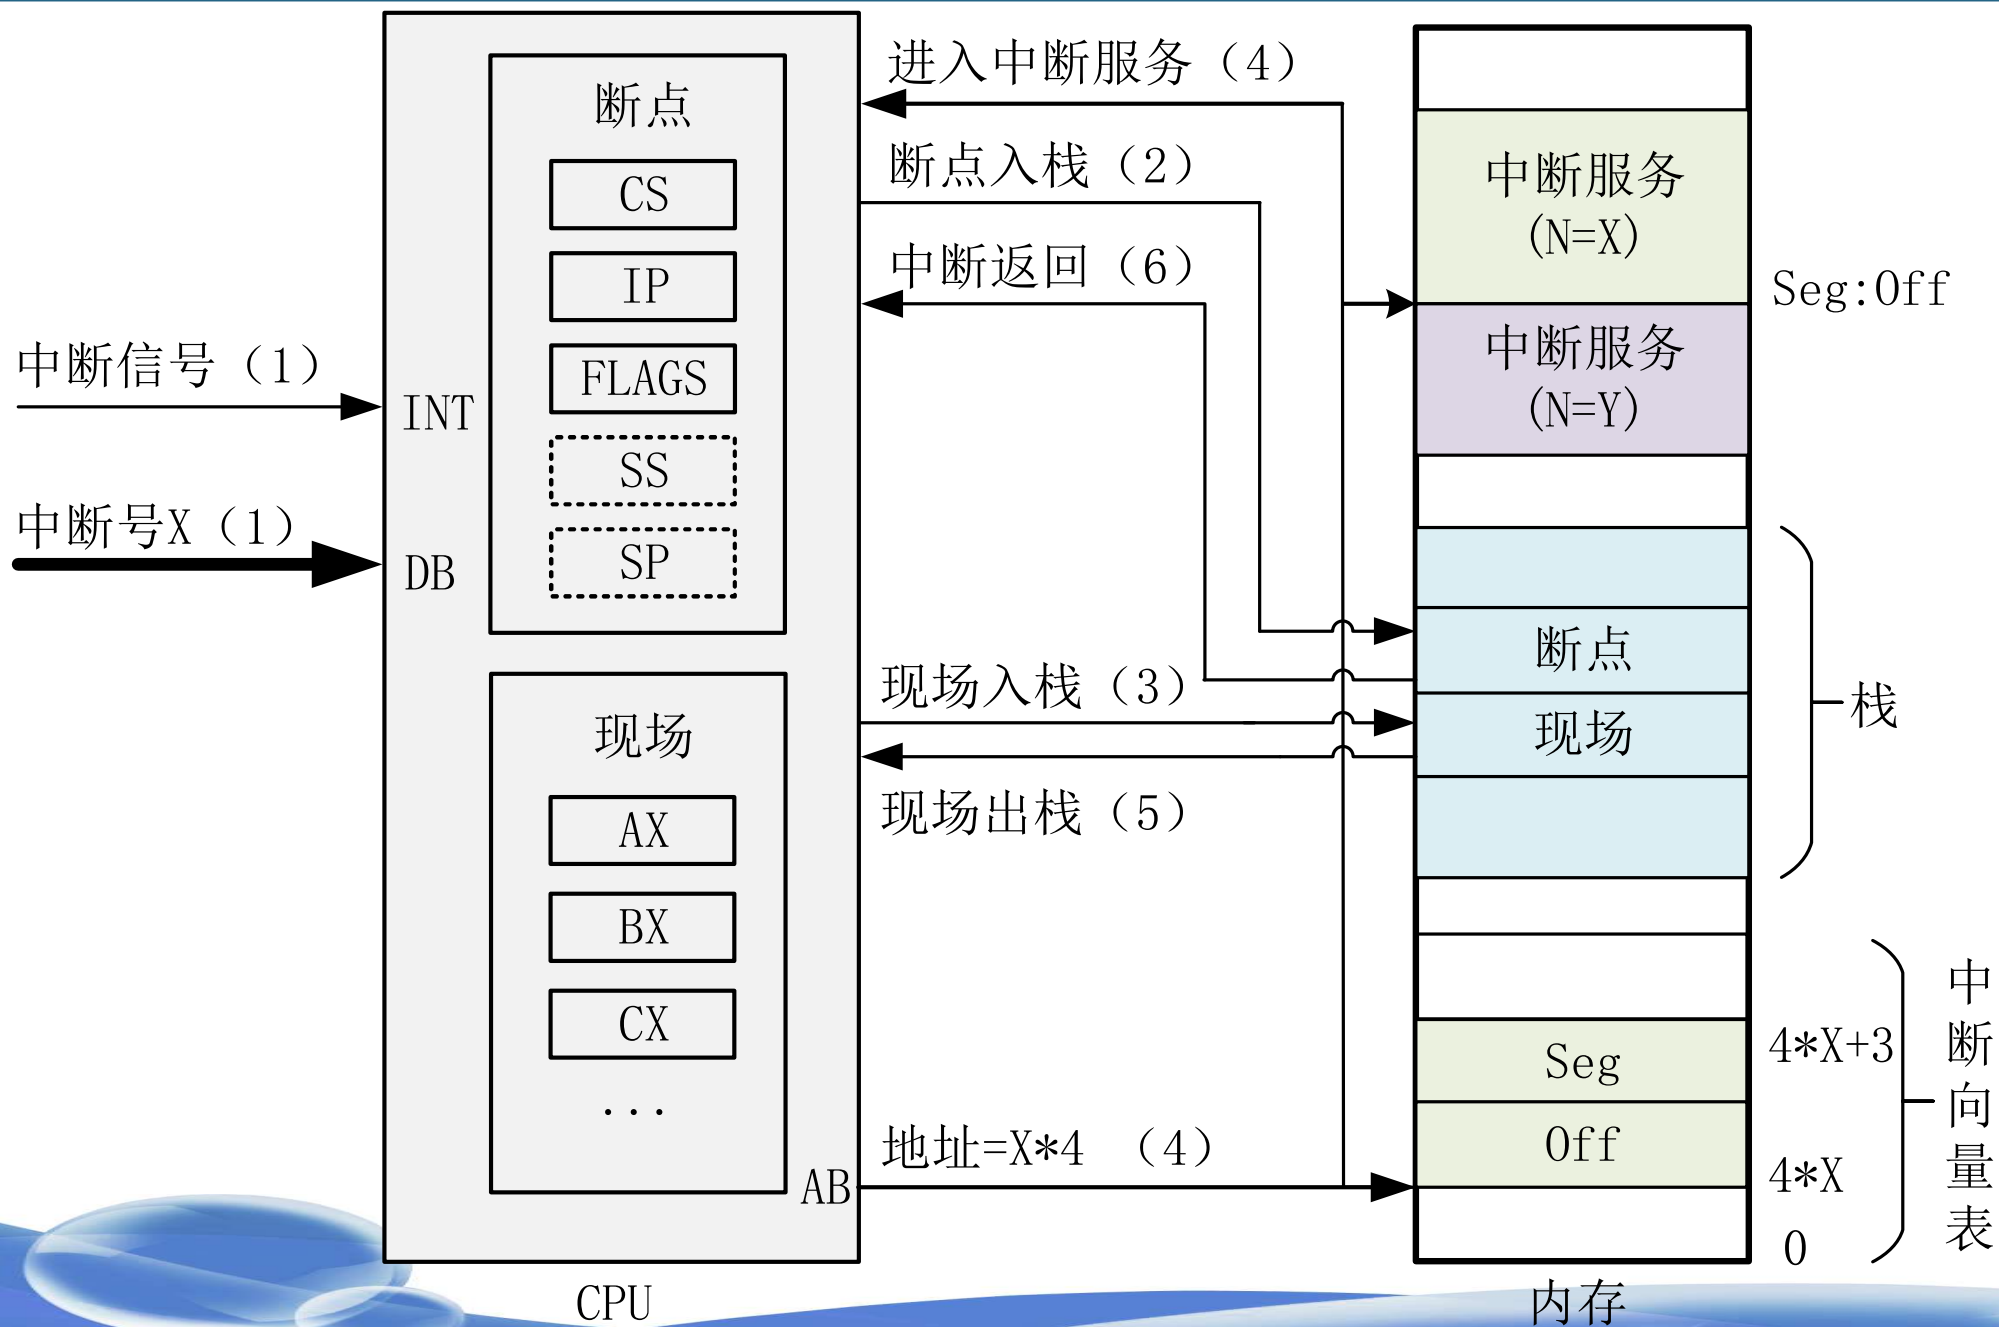 中断信号（1）
中断号X（1）
INT
DB
断点
CS
IP
FLAGS
SS
SP
现场
AX
BX
CX
...
AB
CPU
进入中断服务（4）
断点入栈（2）
中断返回（6）
现场入栈（3）
现场出栈（5）
地址=X*4 （4）
中断服务
(N=X)
中断服务
(N=Y)
断点
现场
Seg
Off
内存
Seg:Off
栈
4*X+3
4*X
0
中断向量表